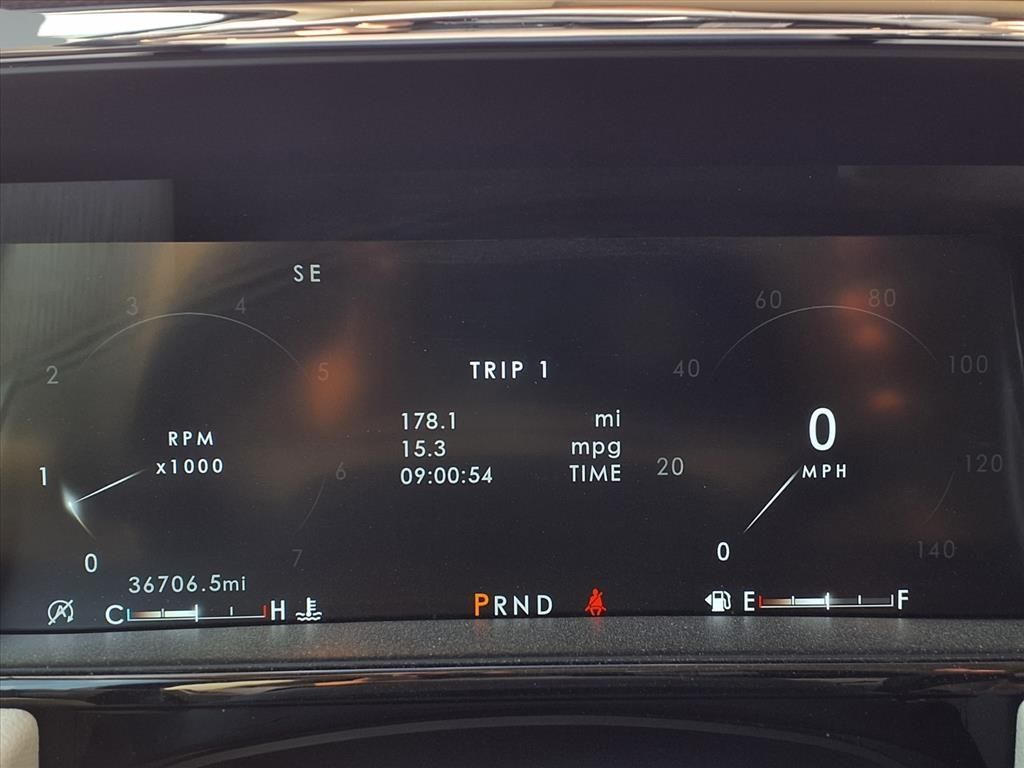 SE
3 4
2 5
RPM
x1000
1 6
0 7
TRIP 1
178.1 mi
15.3 mpg
09:00:54 TIME
60 80
40 100
0
MPH
20 120
0 140
36706.5mi
A
C H
PRND
E F